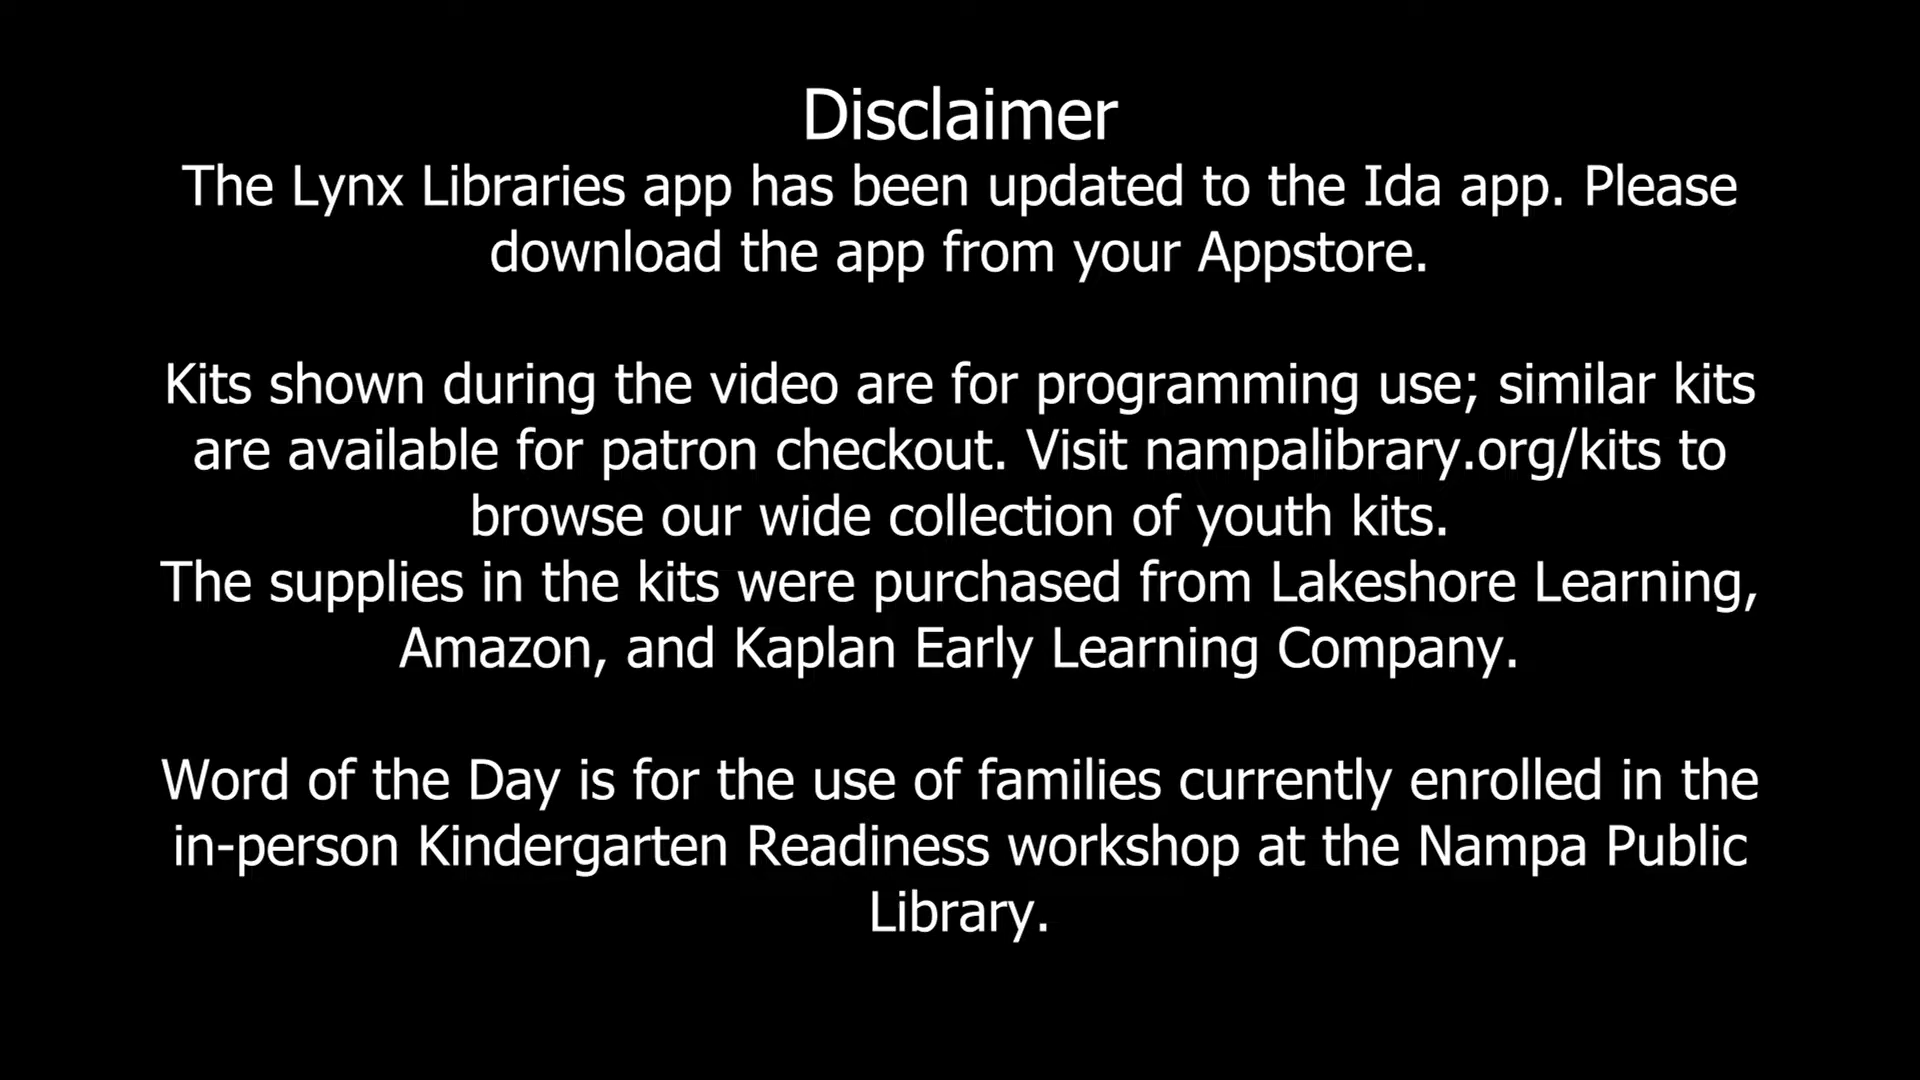 Disclaimer
The Lynx Libraries app has been updated to the Ida app. Please
download the app from your Appstore.
Kits shown during the video are for programming use; similar kits
are available for patron checkout. Visit nampalibrary.org/kits to
browse our wide collection of youth kits.
The supplies in the kits were purchased from Lakeshore Learning,
Amazon, and Kaplan Early Learning Company.
Word of the Day is for the use of families currently enrolled in the
in-person Kindergarten Readiness workshop at the Nampa Public
Library.